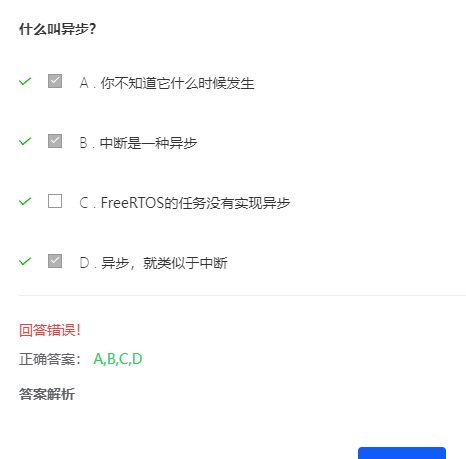 什么叫异步？
A . 你不知道它什么时候发生
B . 中断是一种异步
C . FreeRTOS的任务没有实现异步
D . 异步，就类似于中断
回答错误！
正确答案： A,B,C,D
答案解析